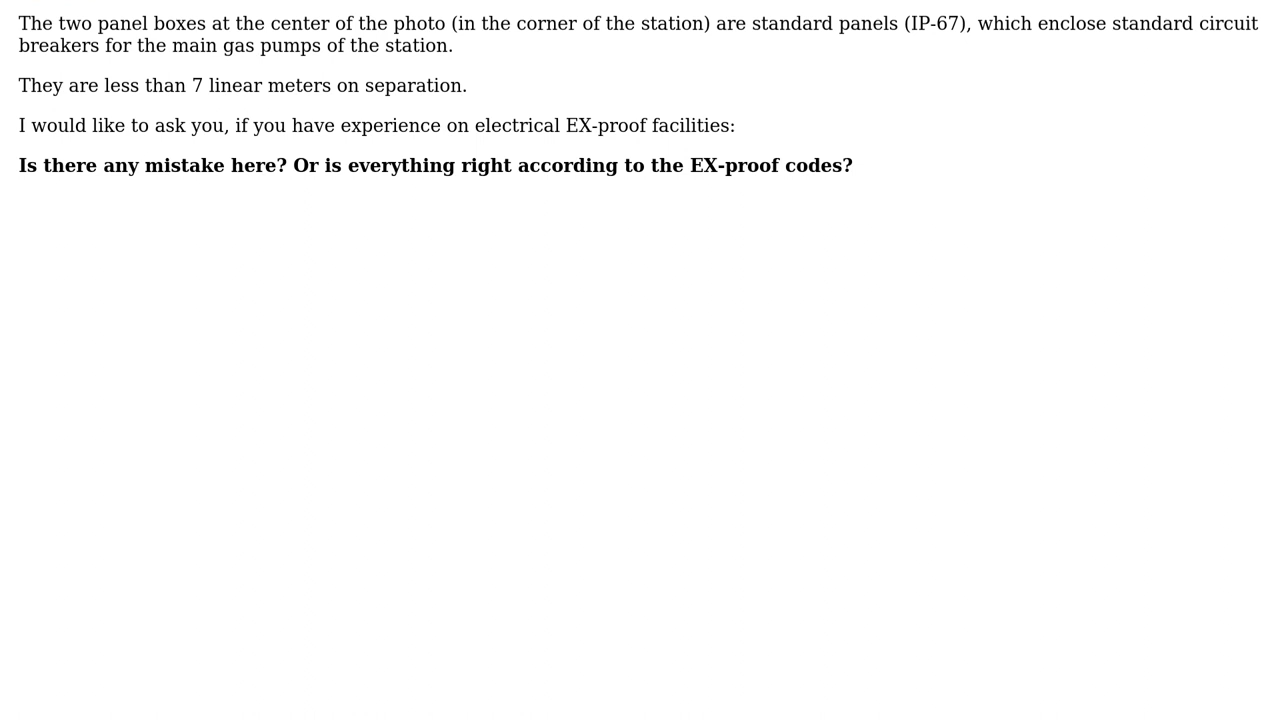 The two panel boxes at the center of the photo (in the corner of the station) are standard panels (IP-67), which enclose standard circuit
breakers for the main gas pumps of the station.
They are less than 7 linear meters on separation.
I would like to ask you, if you have experience on electrical EX-proof facilities:
Is there any mistake here? Or is everything right according to the EX-proof codes?